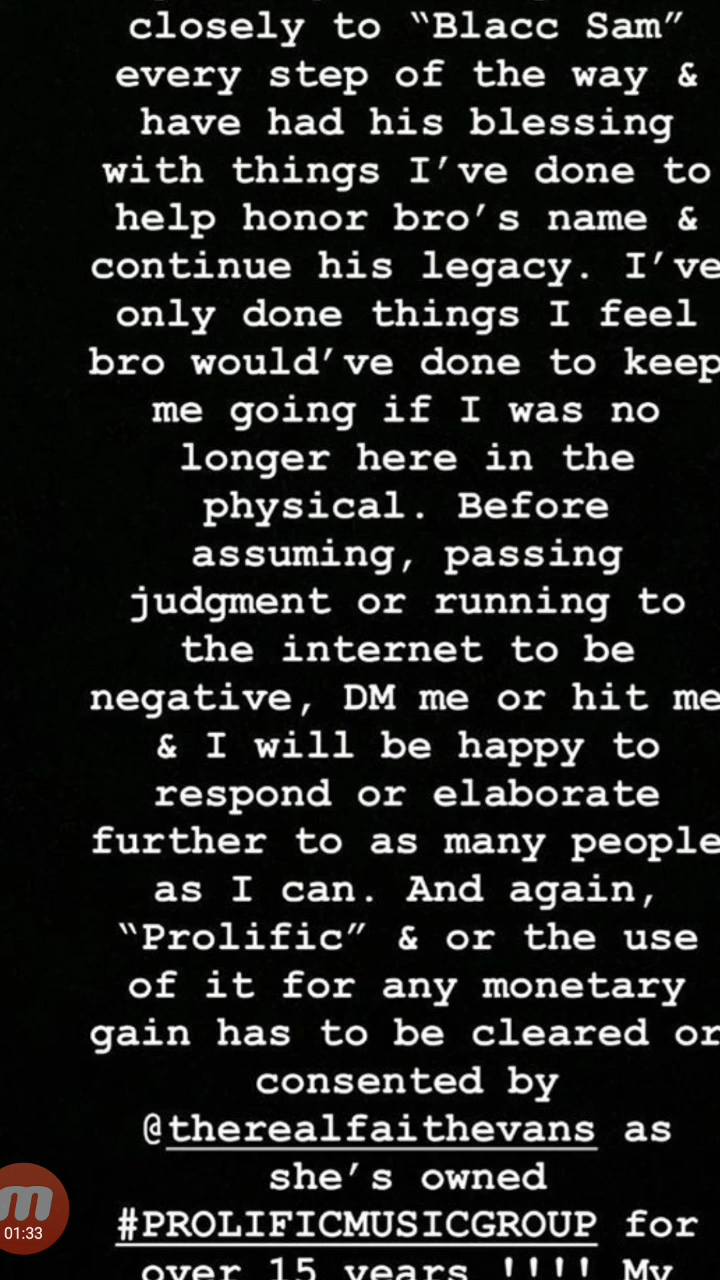 closely to “Blacc Sam”
every step of the way &
have had his blessing
with things I’ve done to
help honor bro’s name &
continue his legacy. I’ve
only done things I feel
bro would’ve done to keep
me going if I was no
longer here in the
physical. Before
assuming, passing
judgment or running to
the internet to be
negative, DM me or hit me
& I will be happy to
respond or elaborate
further to as many people
as I can. And again,
“Prolific” & or the use
of it for any monetary
gain has to be cleared or
consented by
@therealfaithevans as
she’s owned
#PROLIFICMUSICGROUP for
over 15 years !!!! My
01:33